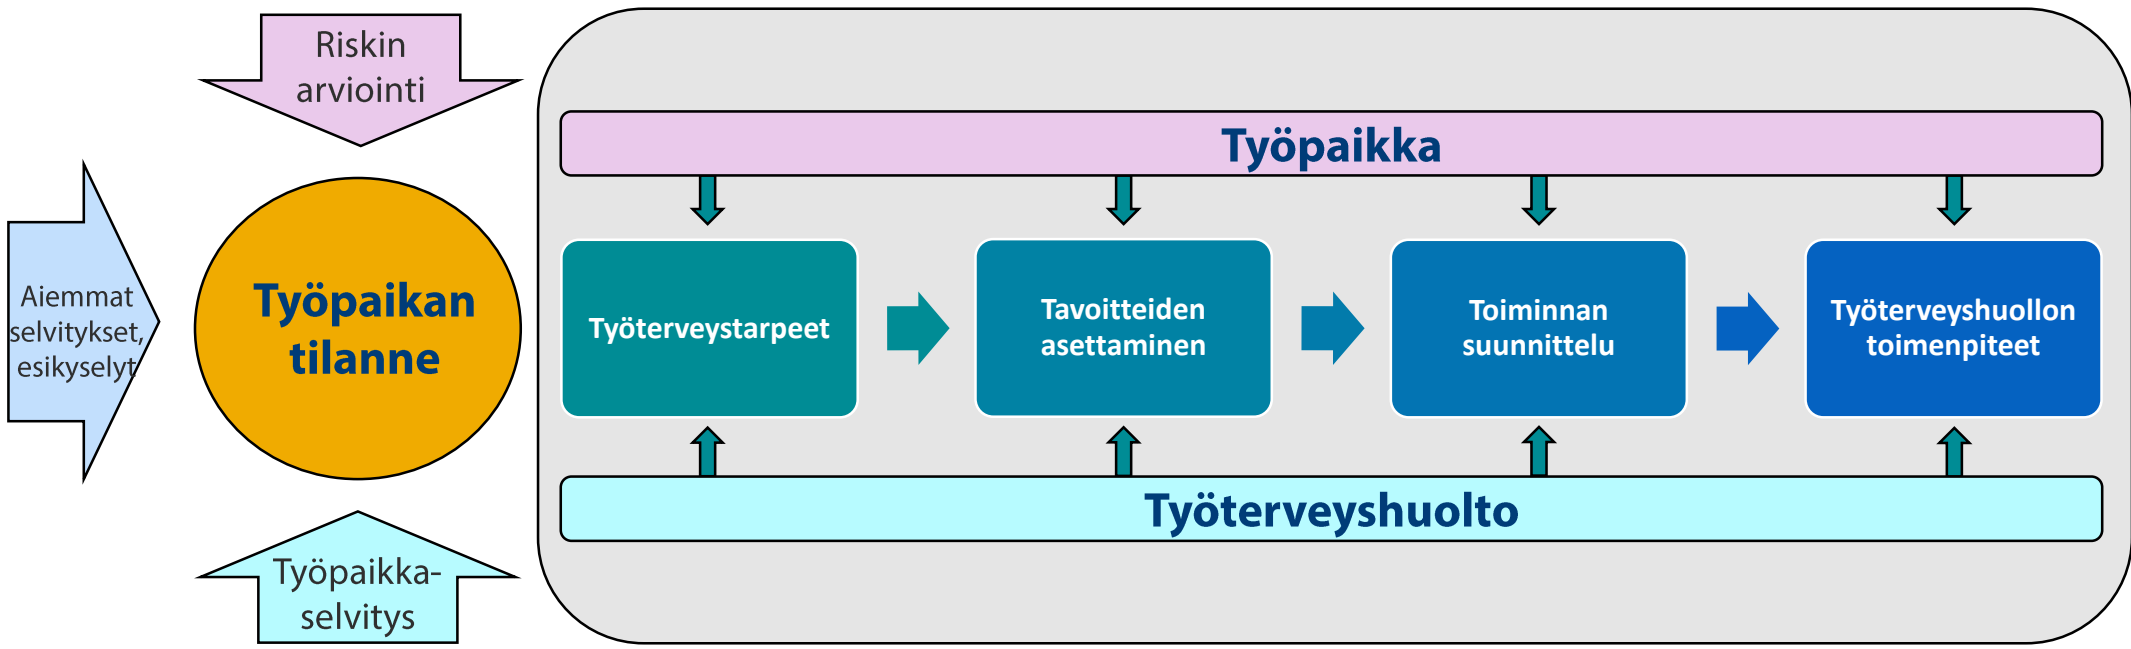 Riskin
arviointi
Aiemmat
selvitykset,
esikyselyt
Työpaikan
tilanne
Työpaikka-
selvitys
Työpaikka
Työterveystarpeet
Tavoitteiden
asettaminen
Toiminnan
suunnittelu
Työterveyshuollon
toimenpiteet
Työterveyshuolto